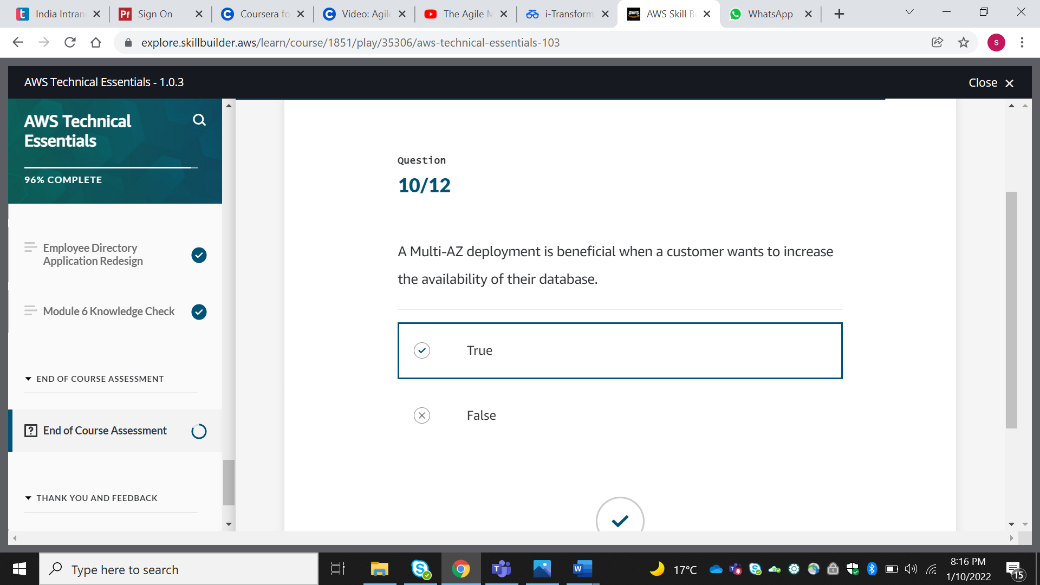 India Intran
Sign On
Coursera fo
Video: Agil
The Agile M
i-Transform
AWS Skill B
WhatsApp
explore.skillbuilder.aws/learn/course/1851/play/35306/aws-technical-essentials-103
AWS Technical Essentials - 1.0.3
Close
AWS Technical
Essentials
96% COMPLETE
Employee Directory
Application Redesign
Module 6 Knowledge Check
END OF COURSE ASSESSMENT
End of Course Assessment
THANK YOU AND FEEDBACK
Question
10/12
A Multi-AZ deployment is beneficial when a customer wants to increase
the availability of their database.
True
False
Type here to search
17°C
8:16 PM
1/10/2022
15